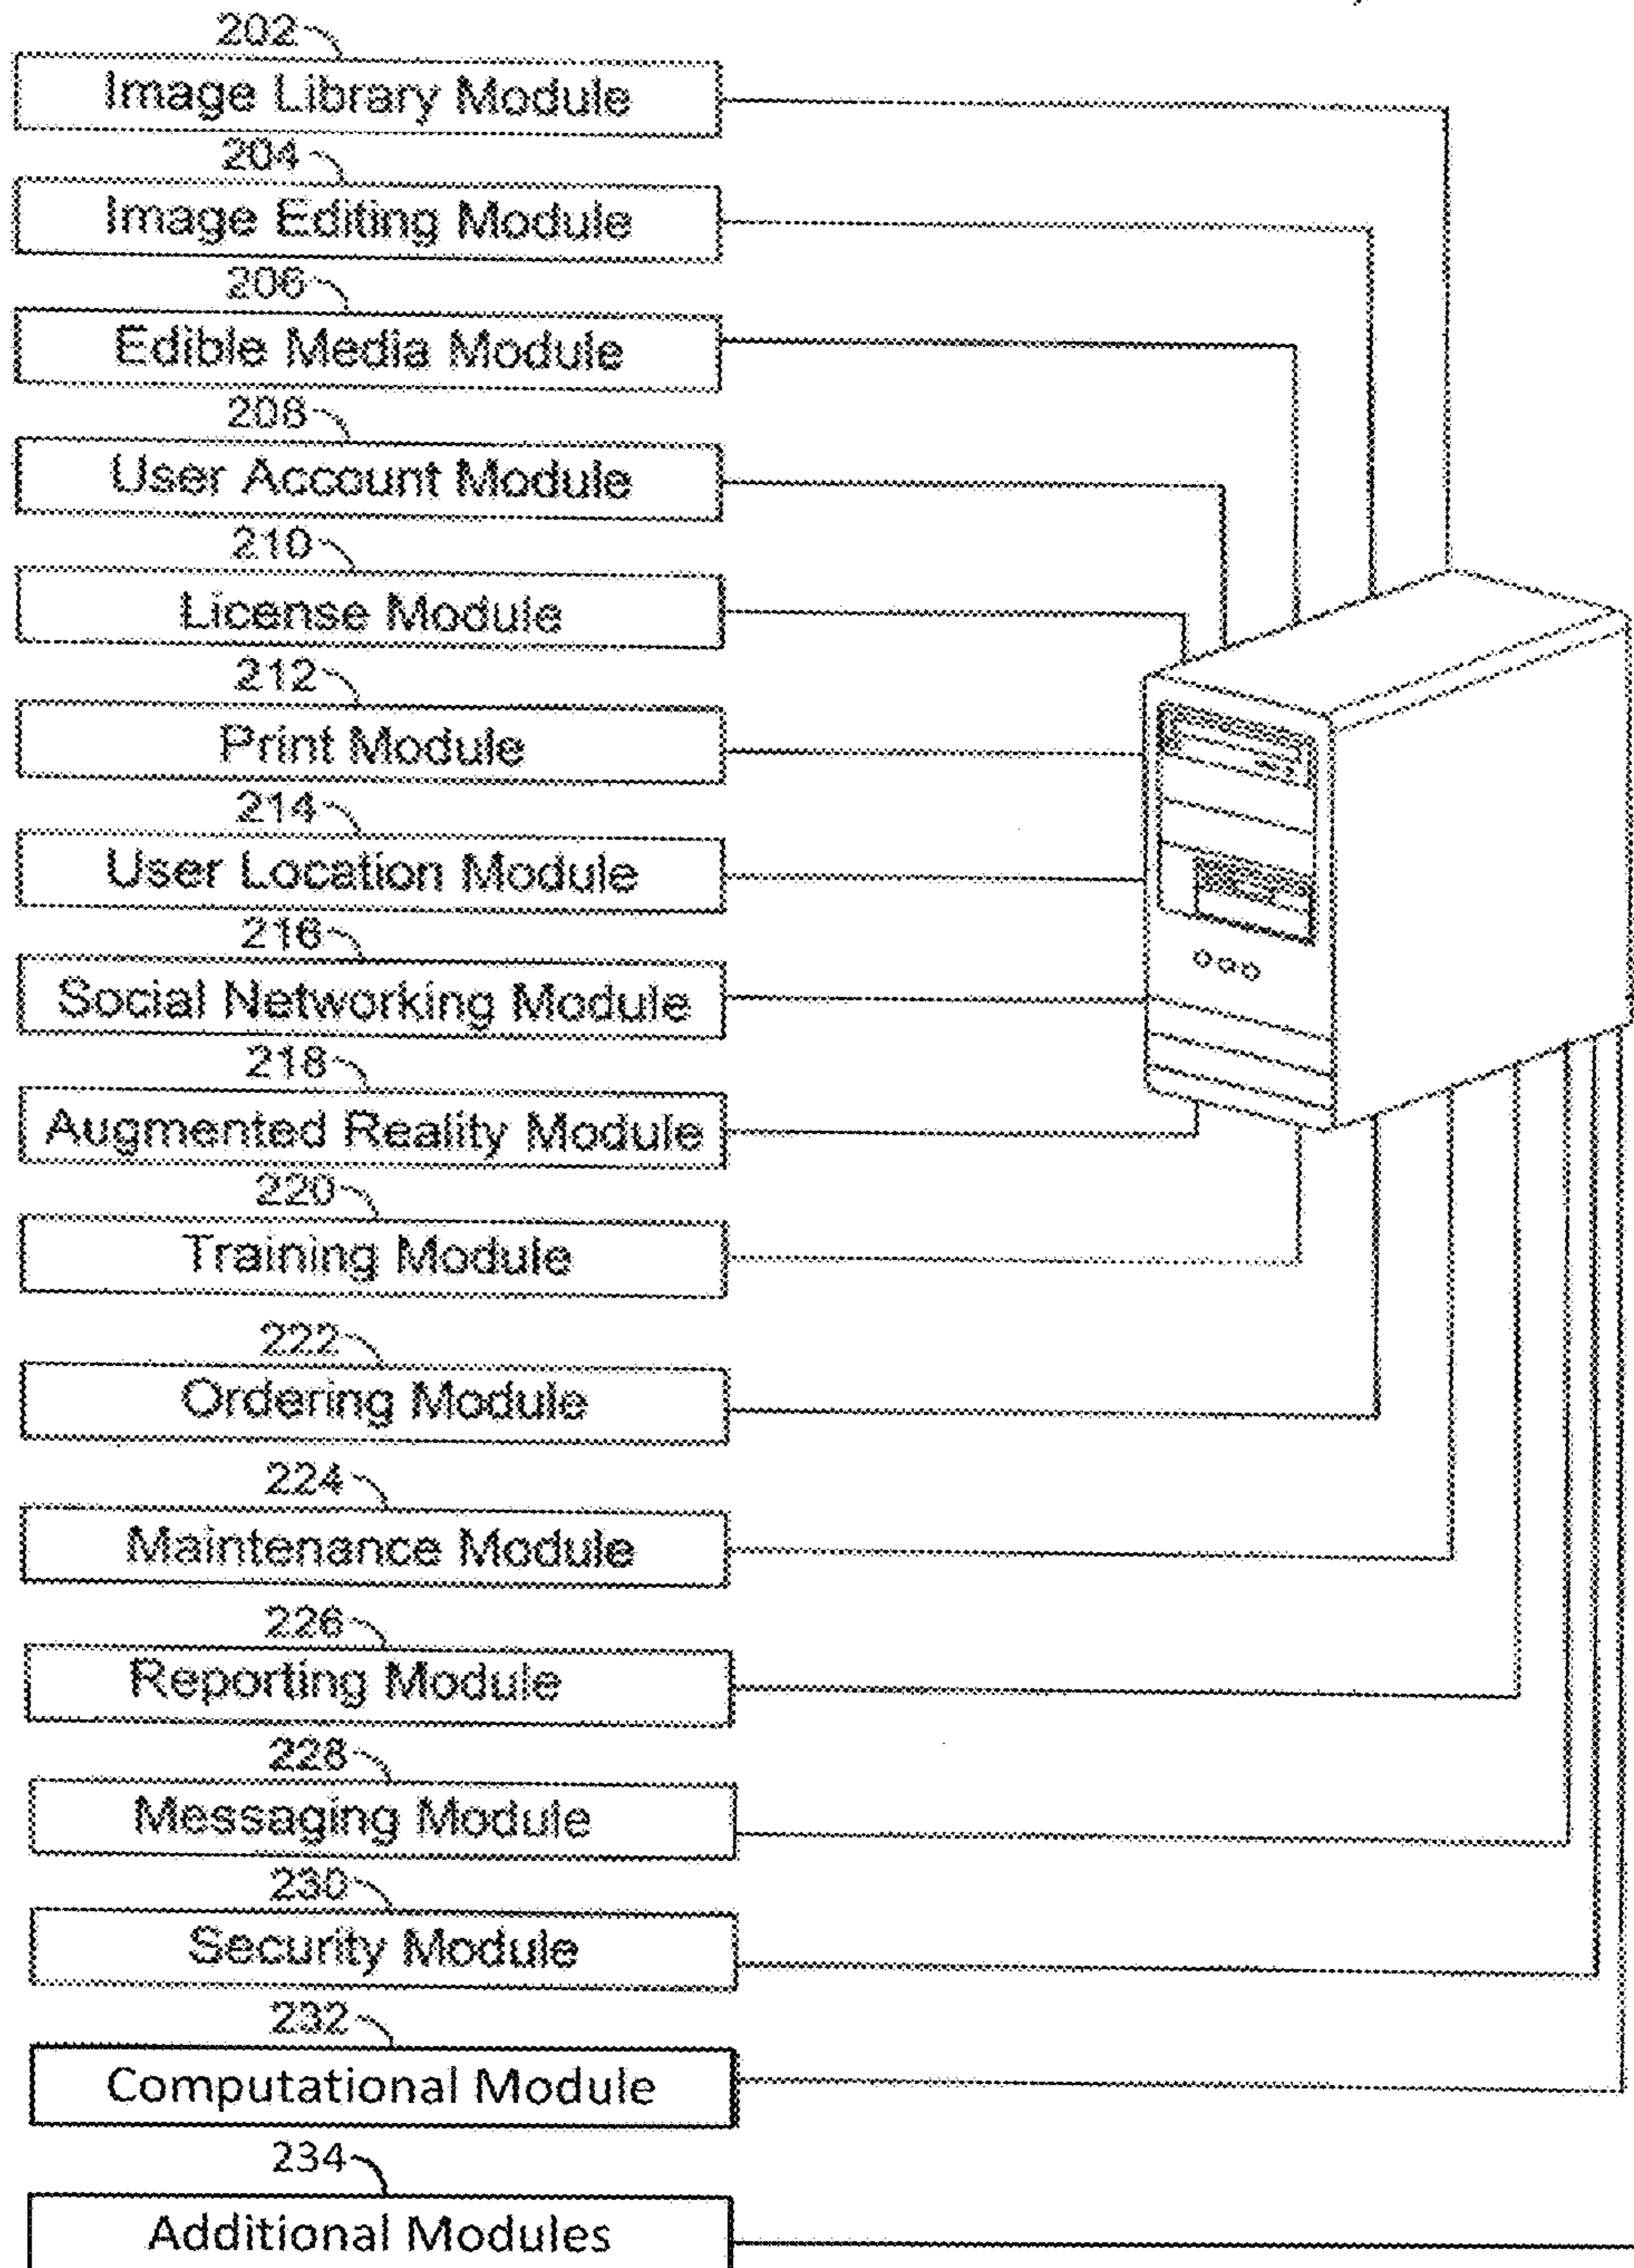 202
Image Library Module
204
Image Editing Module
206
Edible Media Module
208
User Account Module
210
License Module
212
Print Module
214
User Location Module
216
Social Networking Module
218
Augmented Reality Module
220
Training Module
222
Ordering Module
224
Maintenance Module
226
Reporting Module
228
Messaging Module
230
Security Module
232
Computational Module
234
Additional Modules